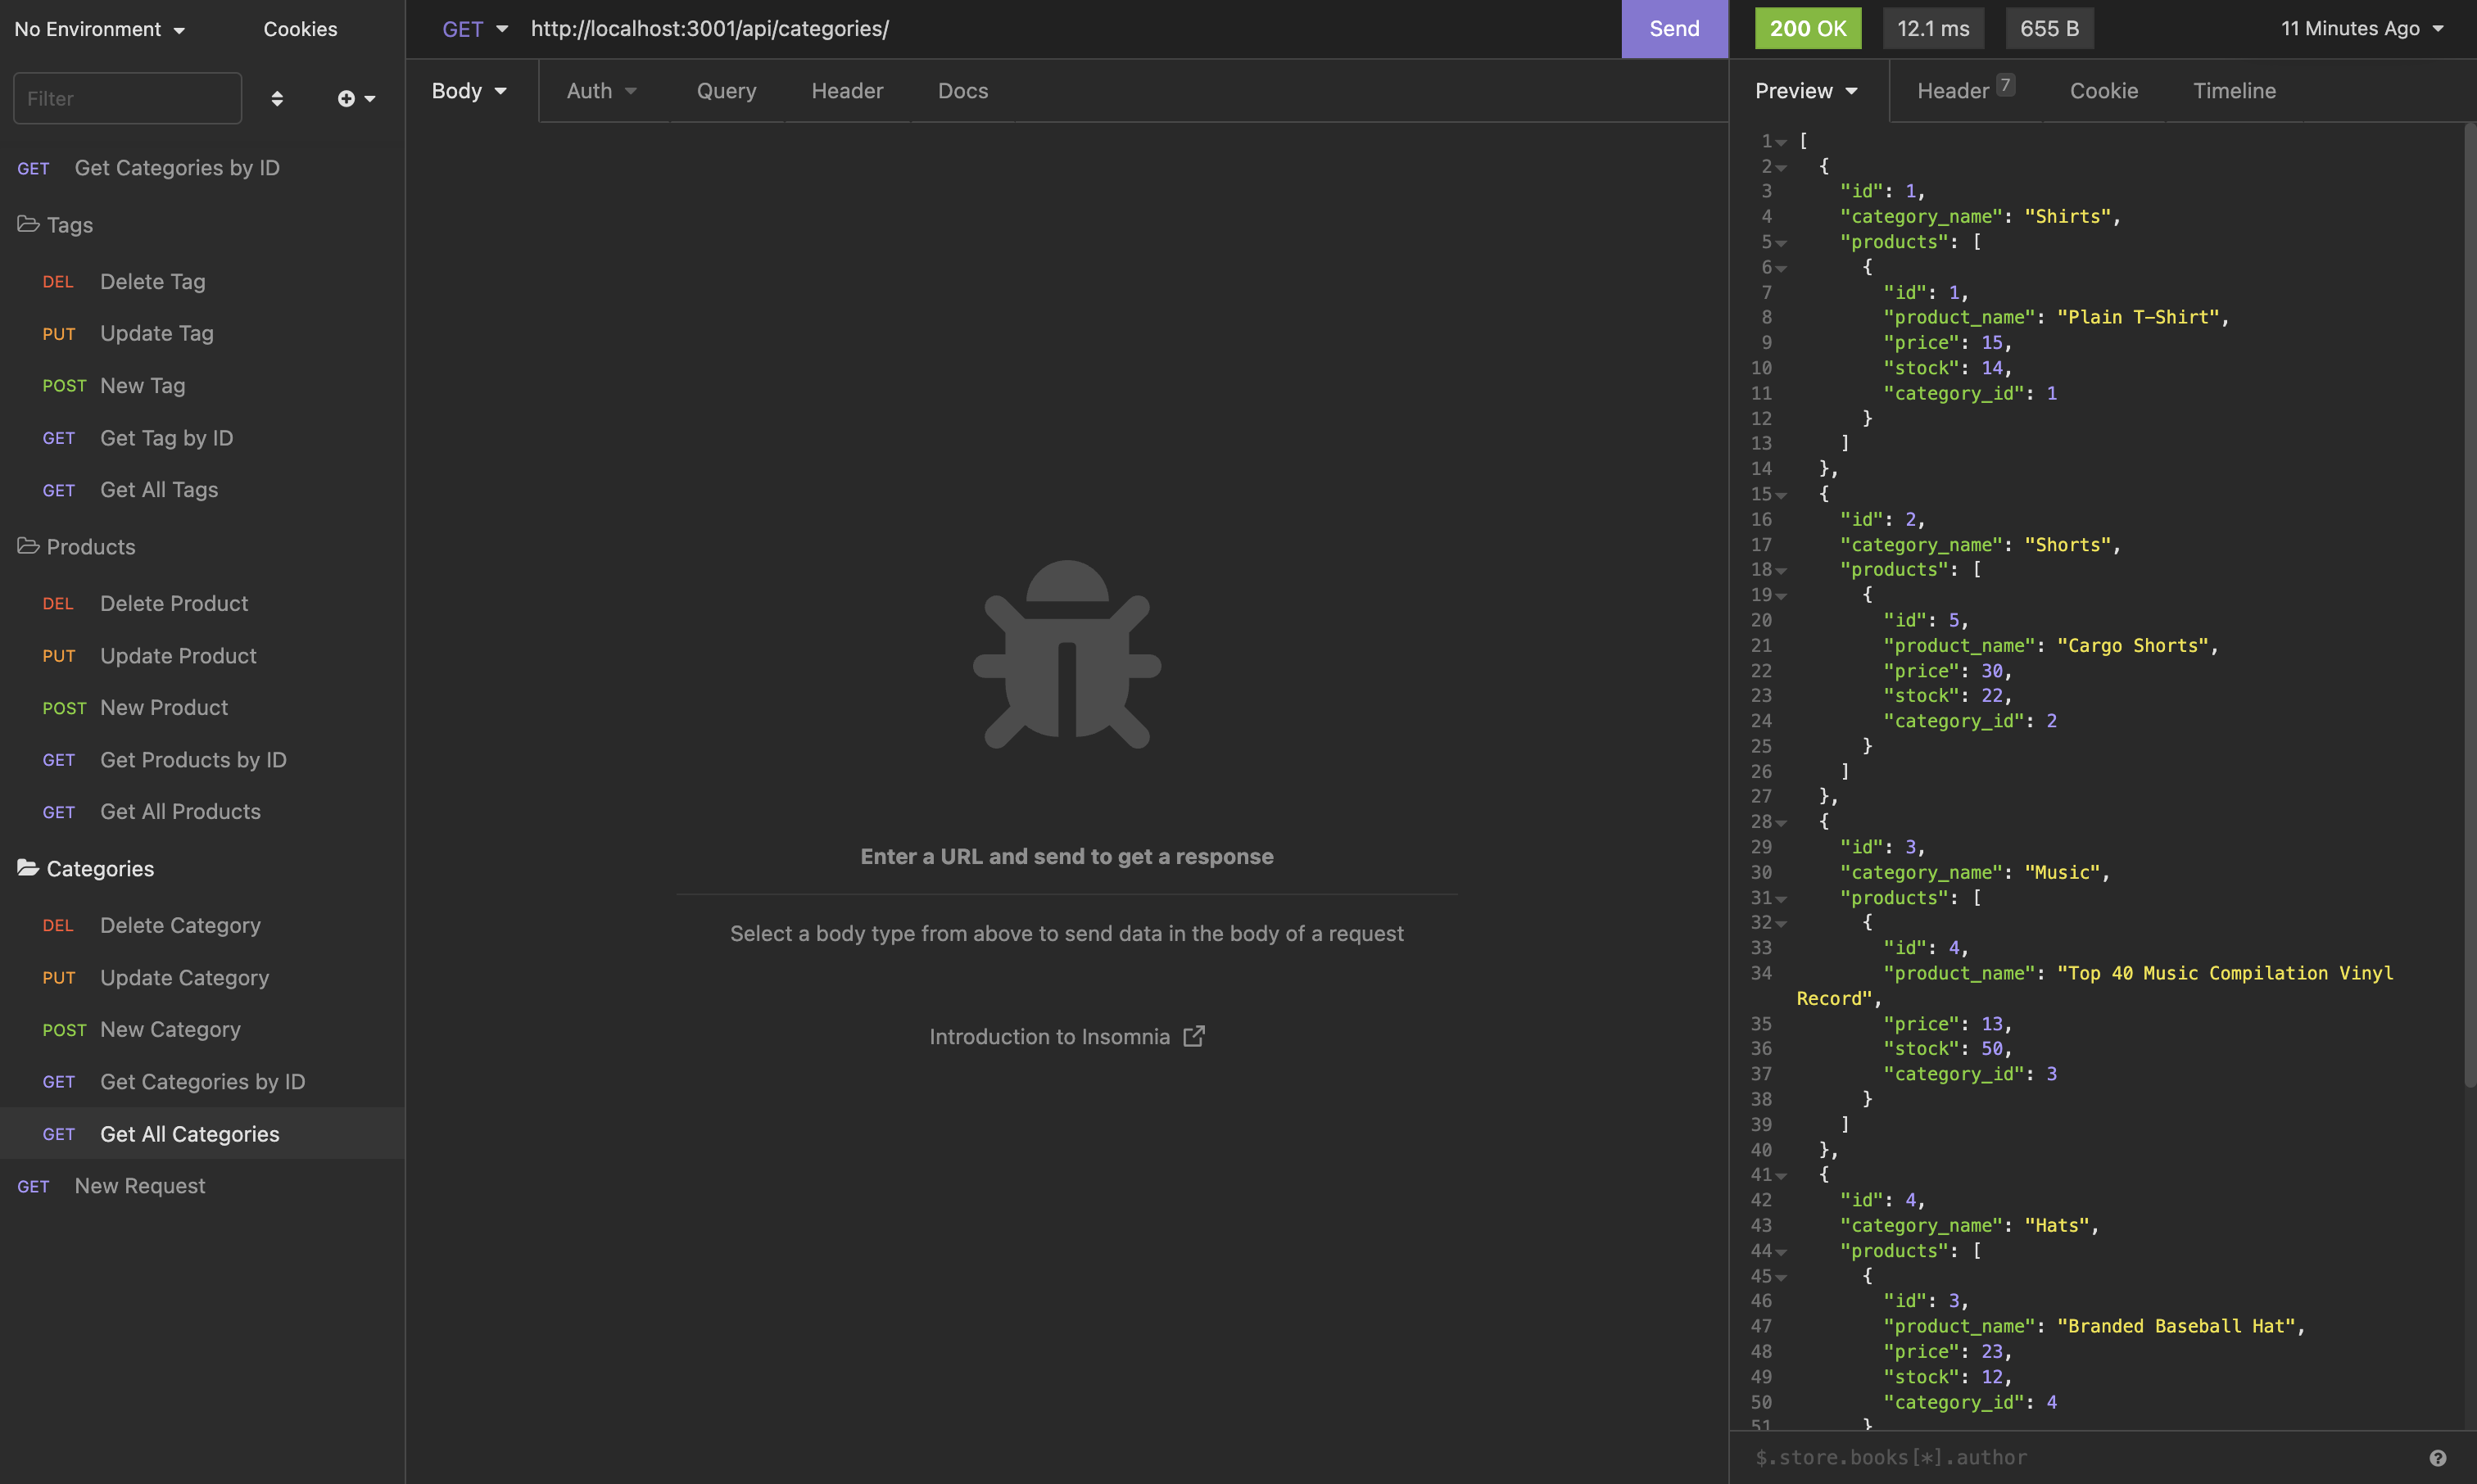 No Environment
Cookies
Filter
GET Get Categories by ID
Tags
DEL Delete Tag
PUT Update Tag
POST New Tag
GET Get Tag by ID
GET Get All Tags
Products
DEL Delete Product
PUT Update Product
POST New Product
GET Get Products by ID
GET Get All Products
Categories
DEL Delete Category
PUT Update Category
POST New Category
GET Get Categories by ID
GET Get All Categories
GET New Request
GET http://localhost:3001/api/categories/ Send
Body Auth Query Header Docs
Enter a URL and send to get a response
Select a body type from above to send data in the body of a request
Introduction to Insomnia
200 OK 12.1 ms 655 B 11 Minutes Ago
Preview Header 7 Cookie Timeline
1 [
2 {
3 "id": 1,
4 "category_name": "Shirts",
5 "products": [
6 {
7 "id": 1,
8 "product_name": "Plain T-Shirt",
9 "price": 15,
10 "stock": 14,
11 "category_id": 1
12 }
13 ]
14 },
15 {
16 "id": 2,
17 "category_name": "Shorts",
18 "products": [
19 {
20 "id": 5,
21 "product_name": "Cargo Shorts",
22 "price": 30,
23 "stock": 22,
24 "category_id": 2
25 }
26 ]
27 },
28 {
29 "id": 3,
30 "category_name": "Music",
31 "products": [
32 {
33 "id": 4,
34 "product_name": "Top 40 Music Compilation Vinyl
Record",
35 "price": 13,
36 "stock": 50,
37 "category_id": 3
38 }
39 ]
40 },
41 {
42 "id": 4,
43 "category_name": "Hats",
44 "products": [
45 {
46 "id": 3,
47 "product_name": "Branded Baseball Hat",
48 "price": 23,
49 "stock": 12,
50 "category_id": 4
51 }
$.store.books[*].author